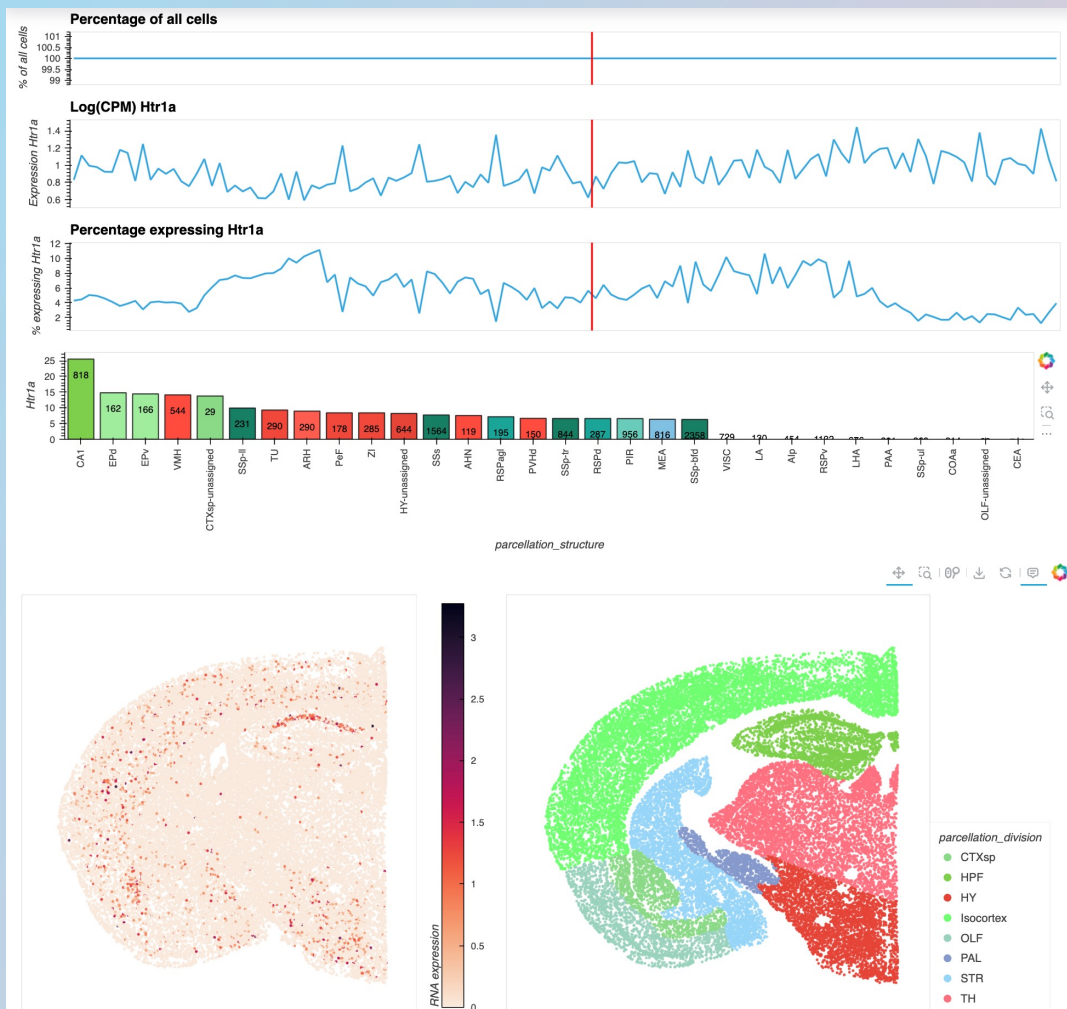 Percentage of all cells
% of all cells
101
100.5
100
99.5
99
Log(CPM) Htr1a
Expression Htr1a
1.4
1.2
1
0.8
0.6
Percentage expressing Htr1a
% expressing Htr1a
12
10
8
6
4
2
Htr1a
25
20
15
10
5
0
818 162 166 544 29 231 290 290 178 285 644 1564 119 195 150 844 287 956 816 2358 729
CA1 EPd EPv VMH CTXsp-unassigned SSp-ll TU ARH PeF ZI HY-unassigned SSs AHN RSPagl PVHd SSp-tr RSPd PIR MEA SSp-bfd VISC LA AIp RSPv LHA PAA SSp-ul COAa OLF-unassigned CEA
parcellation_structure
RNA expression
3
2.5
2
1.5
1
0.5
0
parcellation_division
CTXsp
HPF
HY
Isocortex
OLF
PAL
STR
TH